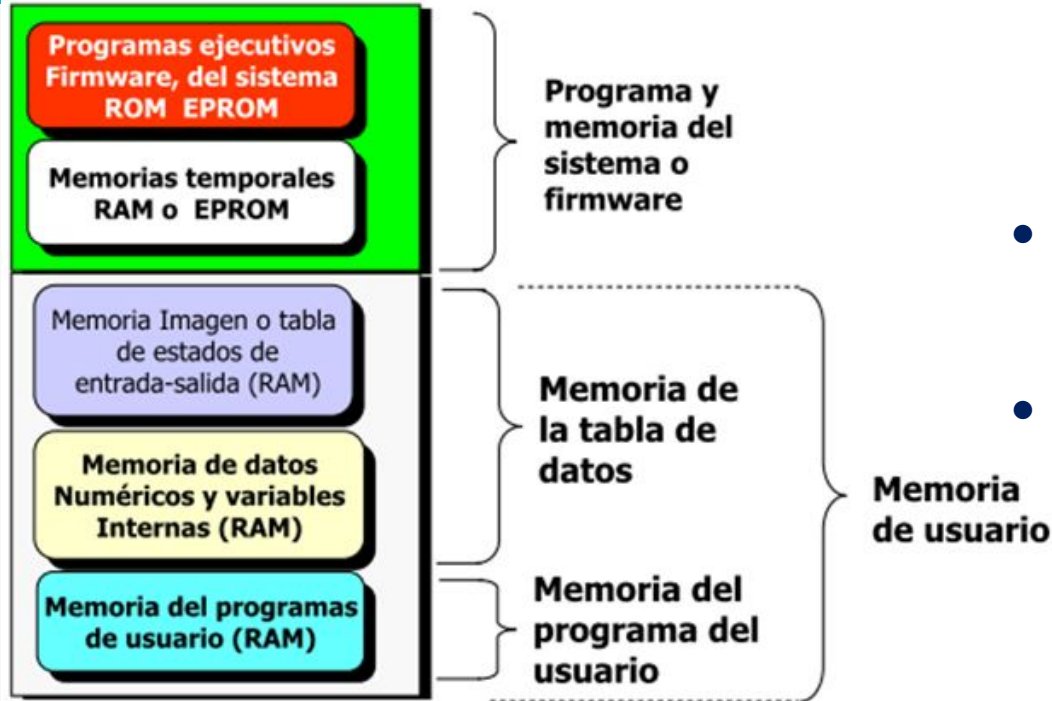 Programas ejecutivos
Firmware, del sistema
ROM EPROM
Memorias temporales
RAM o EPROM
Programa y
memoria del
sistema o
firmware
Memoria Imagen o tabla
de estados de
entrada-salida (RAM)
Memoria de datos
Numéricos y variables
Internas (RAM)
Memoria de
la tabla de
datos
Memoria del programas
de usuario (RAM)
Memoria del
programa del
usuario
Memoria
de usuario